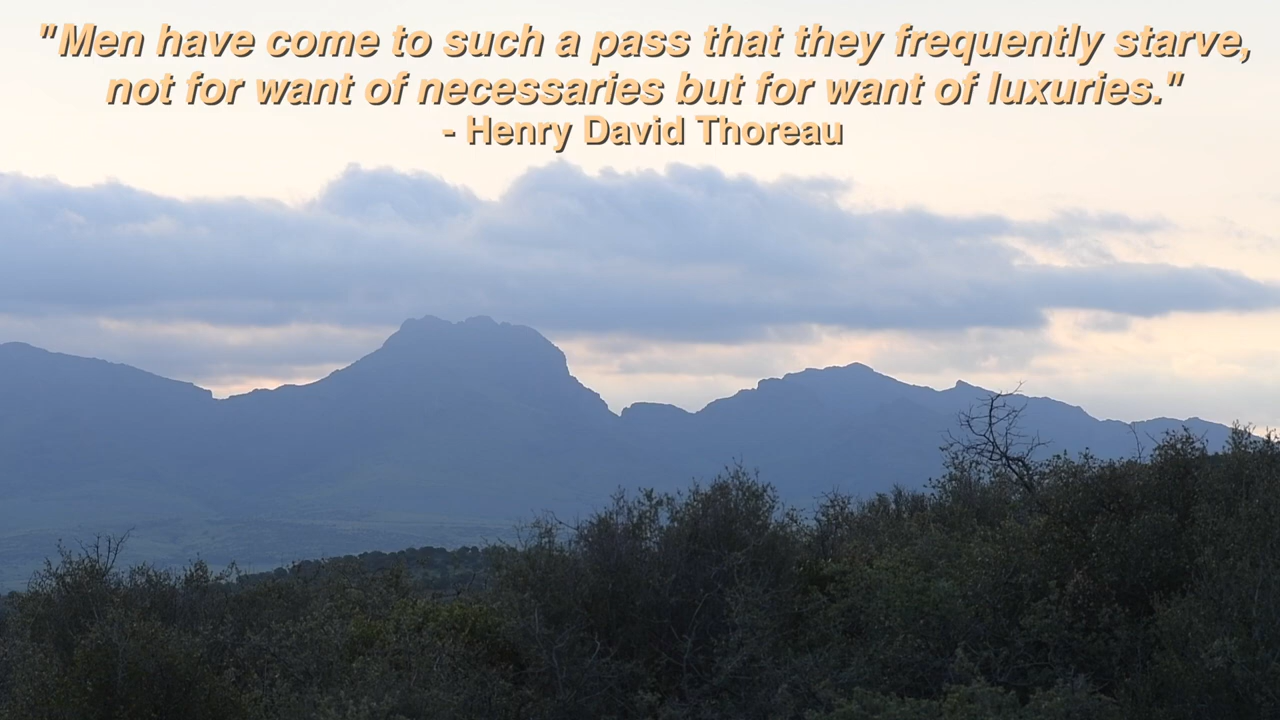 "Men have come to such a pass that they frequently starve,
not for want of necessaries but for want of luxuries."
- Henry David Thoreau